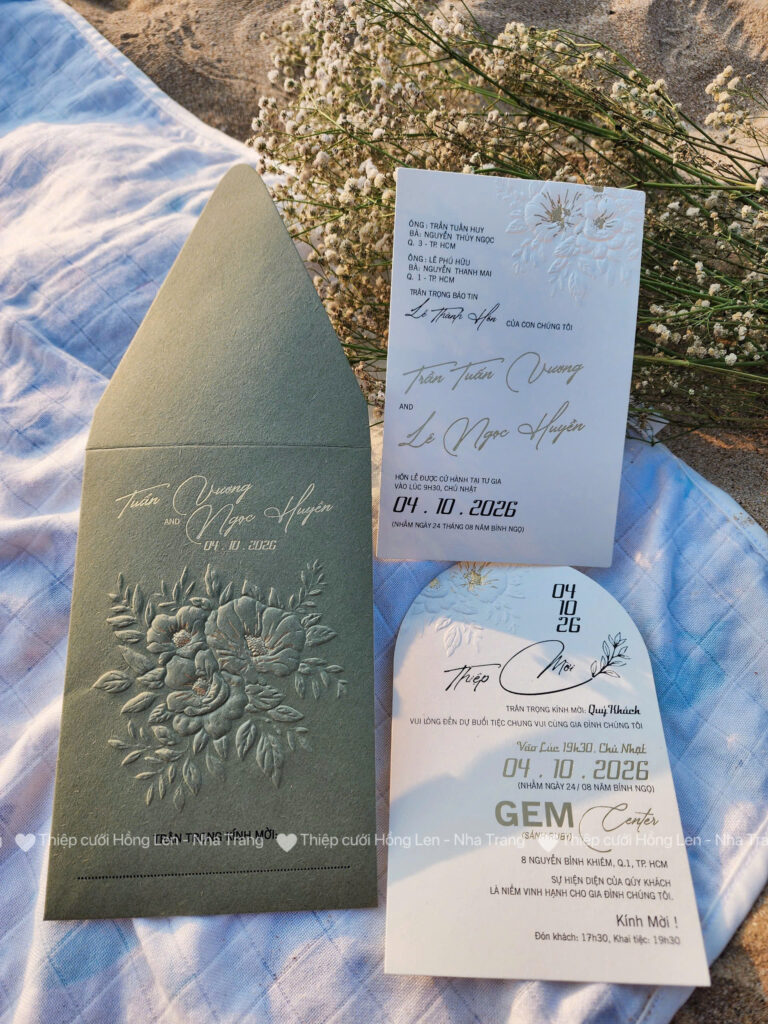 Tuấn Vương
AND
Ngọc Huyên
04 . 10 . 2026
TRÂN TRỌNG KÍNH MỜI:
ÔNG : TRẦN TUẤN HUY
BÀ: NGUYỄN THÚY NGỌC
Q. 3 - TP. HCM
ÔNG : LÊ PHÚ HỮU
BÀ: NGUYỄN THANH MAI
Q. 1 - TP. HCM
TRÂN TRỌNG BÁO TIN
Lễ Thành Hôn CỦA CON CHÚNG TÔI
Trần Tuấn Vương
AND
Lê Ngọc Huyên
HÔN LỄ ĐƯỢC CỬ HÀNH TẠI TƯ GIA
VÀO LÚC 9H30, CHỦ NHẬT
04 . 10 . 2026
(NHẰM NGÀY 24 THÁNG 08 NĂM BÍNH NGỌ)
04
10
26
Thiệp Mời
TRÂN TRỌNG KÍNH MỜI: Quý Khách
VUI LÒNG ĐẾN DỰ BUỔI TIỆC CHUNG VUI CÙNG GIA ĐÌNH CHÚNG TÔI
Vào Lúc 19h30, Chủ Nhật
04 . 10 . 2026
(NHẰM NGÀY 24/ 08 NĂM BÍNH NGỌ)
GEM Center
(SẢNH RUBY)
8 NGUYỄN BỈNH KHIÊM, Q.1, TP. HCM
SỰ HIỆN DIỆN CỦA QÚY KHÁCH
LÀ NIỀM VINH HẠNH CHO GIA ĐÌNH CHÚNG TÔI.
Kính Mời !
Đón khách: 17h30, Khai tiệc: 19h30
Thiệp cưới Hồng Len - Nha Trang Thiệp cưới Hồng Len - Nha Trang